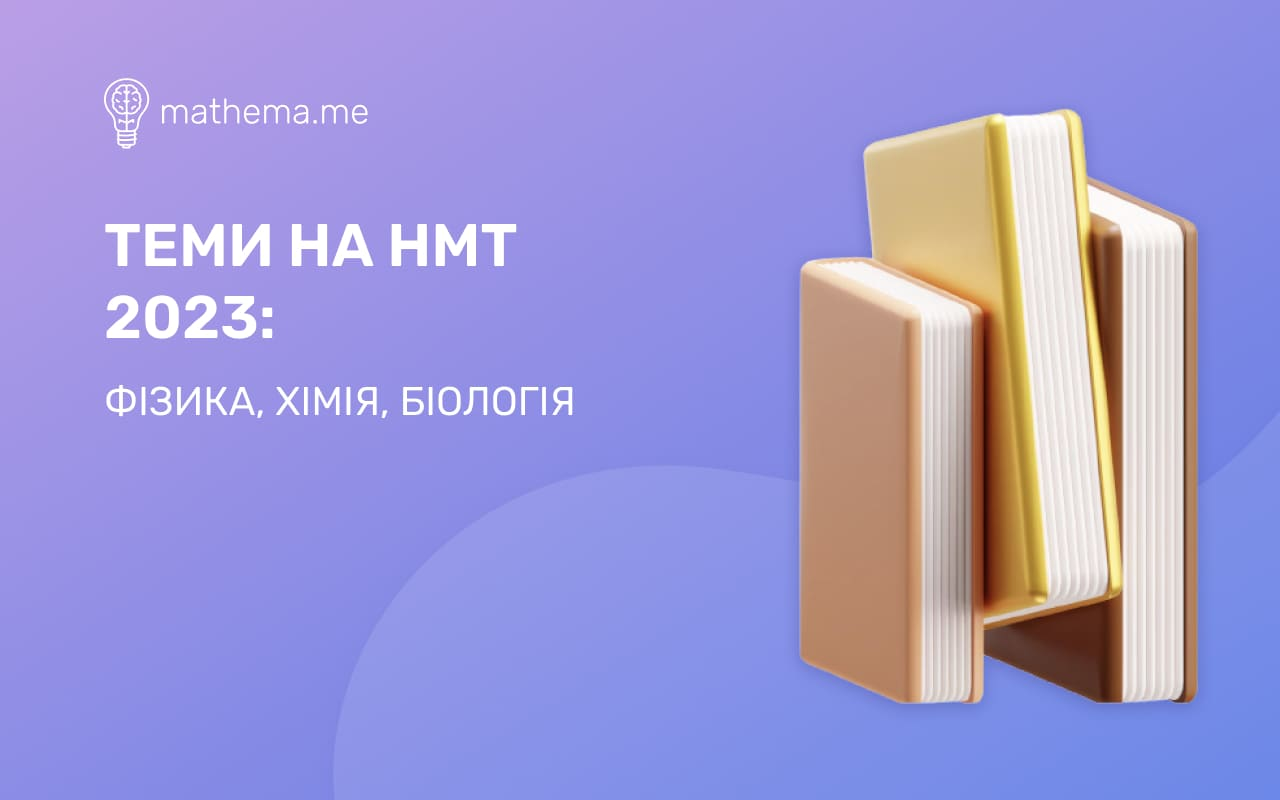 mathema.me
ТЕМИ НА НМТ
2023:
ФІЗИКА, ХІМІЯ, БІОЛОГІЯ